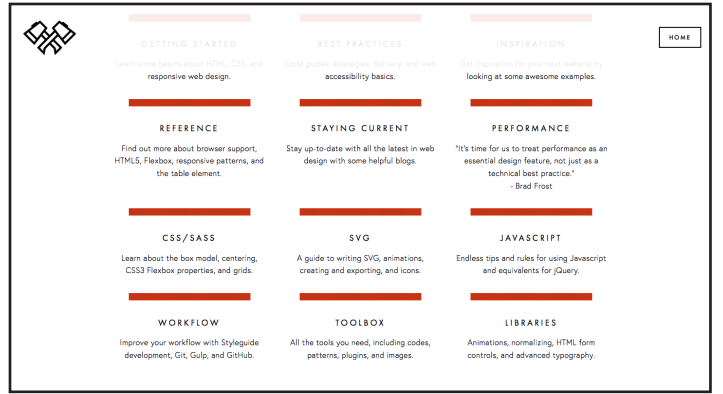 HOME
GETTING STARTED
Learn some basics about HTML, CSS, and
responsive web design.
BEST PRACTICES
Code guides, strategies, delivery, and web
accessibility basics.
INSPIRATION
Get inspiration for your next website by
looking at some awesome examples.
REFERENCE
Find out more about browser support,
HTML5, Flexbox, responsive patterns, and
the table element.
STAYING CURRENT
Stay up-to-date with all the latest in web
design with some helpful blogs.
PERFORMANCE
"It's time for us to treat performance as an
essential design feature, not just as a
technical best practice."
- Brad Frost
CSS/SASS
Learn about the box model, centering,
CSS3 Flexbox properties, and grids.
SVG
A guide to writing SVG, animations,
creating and exporting, and icons.
JAVASCRIPT
Endless tips and rules for using Javascript
and equivalents for jQuery.
WORKFLOW
Improve your workflow with Styleguide
development, Git, Gulp, and GitHub.
TOOLBOX
All the tools you need, including codes,
patterns, plugins, and images.
LIBRARIES
Animations, normalizing, HTML form
controls, and advanced typography.